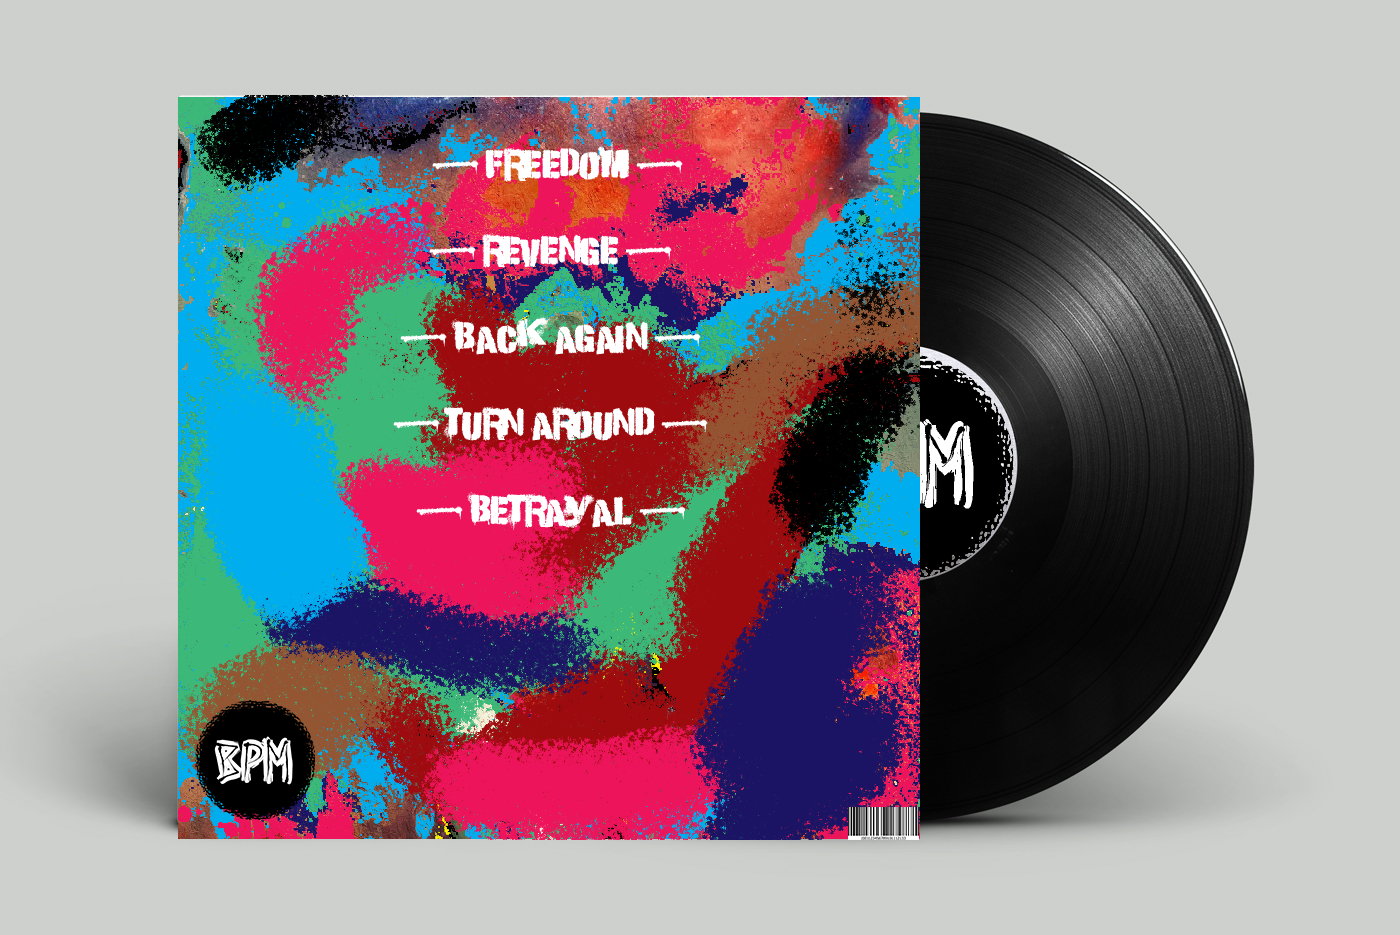 FREEDOM
REVENGE
BACK AGAIN
TURN AROUND
BETRAYAL
BPM